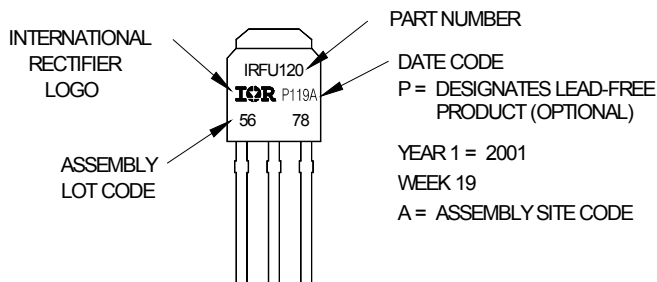 INTERNATIONAL
RECTIFIER
LOGO
ASSEMBLY
LOT CODE
IRFU120
IOR P119A
56 78
PART NUMBER
DATE CODE
P = DESIGNATES LEAD-FREE
PRODUCT (OPTIONAL)
YEAR 1 = 2001
WEEK 19
A = ASSEMBLY SITE CODE